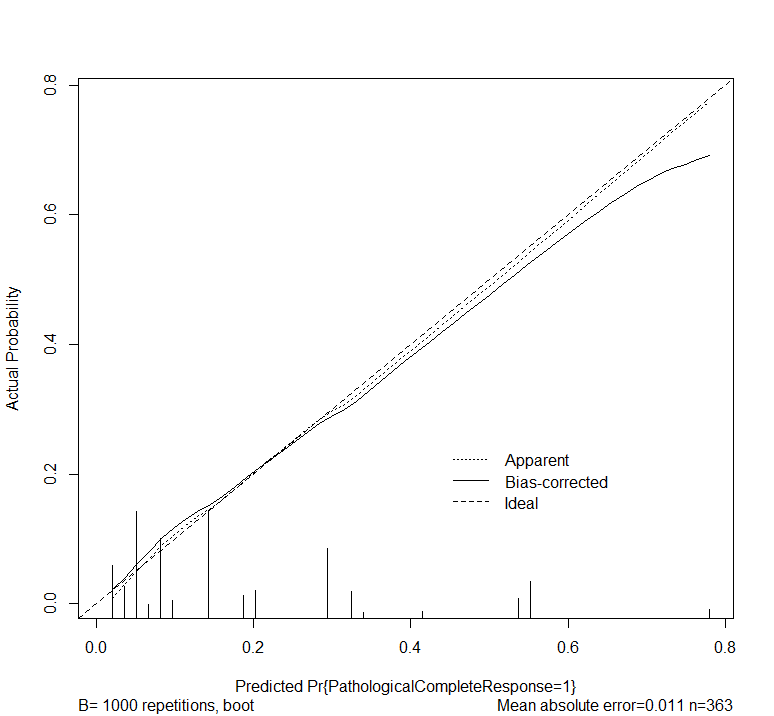 0.8
0.6
0.4
0.2
0.0
Actual Probability
Apparent
Bias-corrected
Ideal
0.0 0.2 0.4 0.6 0.8
Predicted Pr{PathologicalCompleteResponse=1}
B= 1000 repetitions, boot Mean absolute error=0.011 n=363